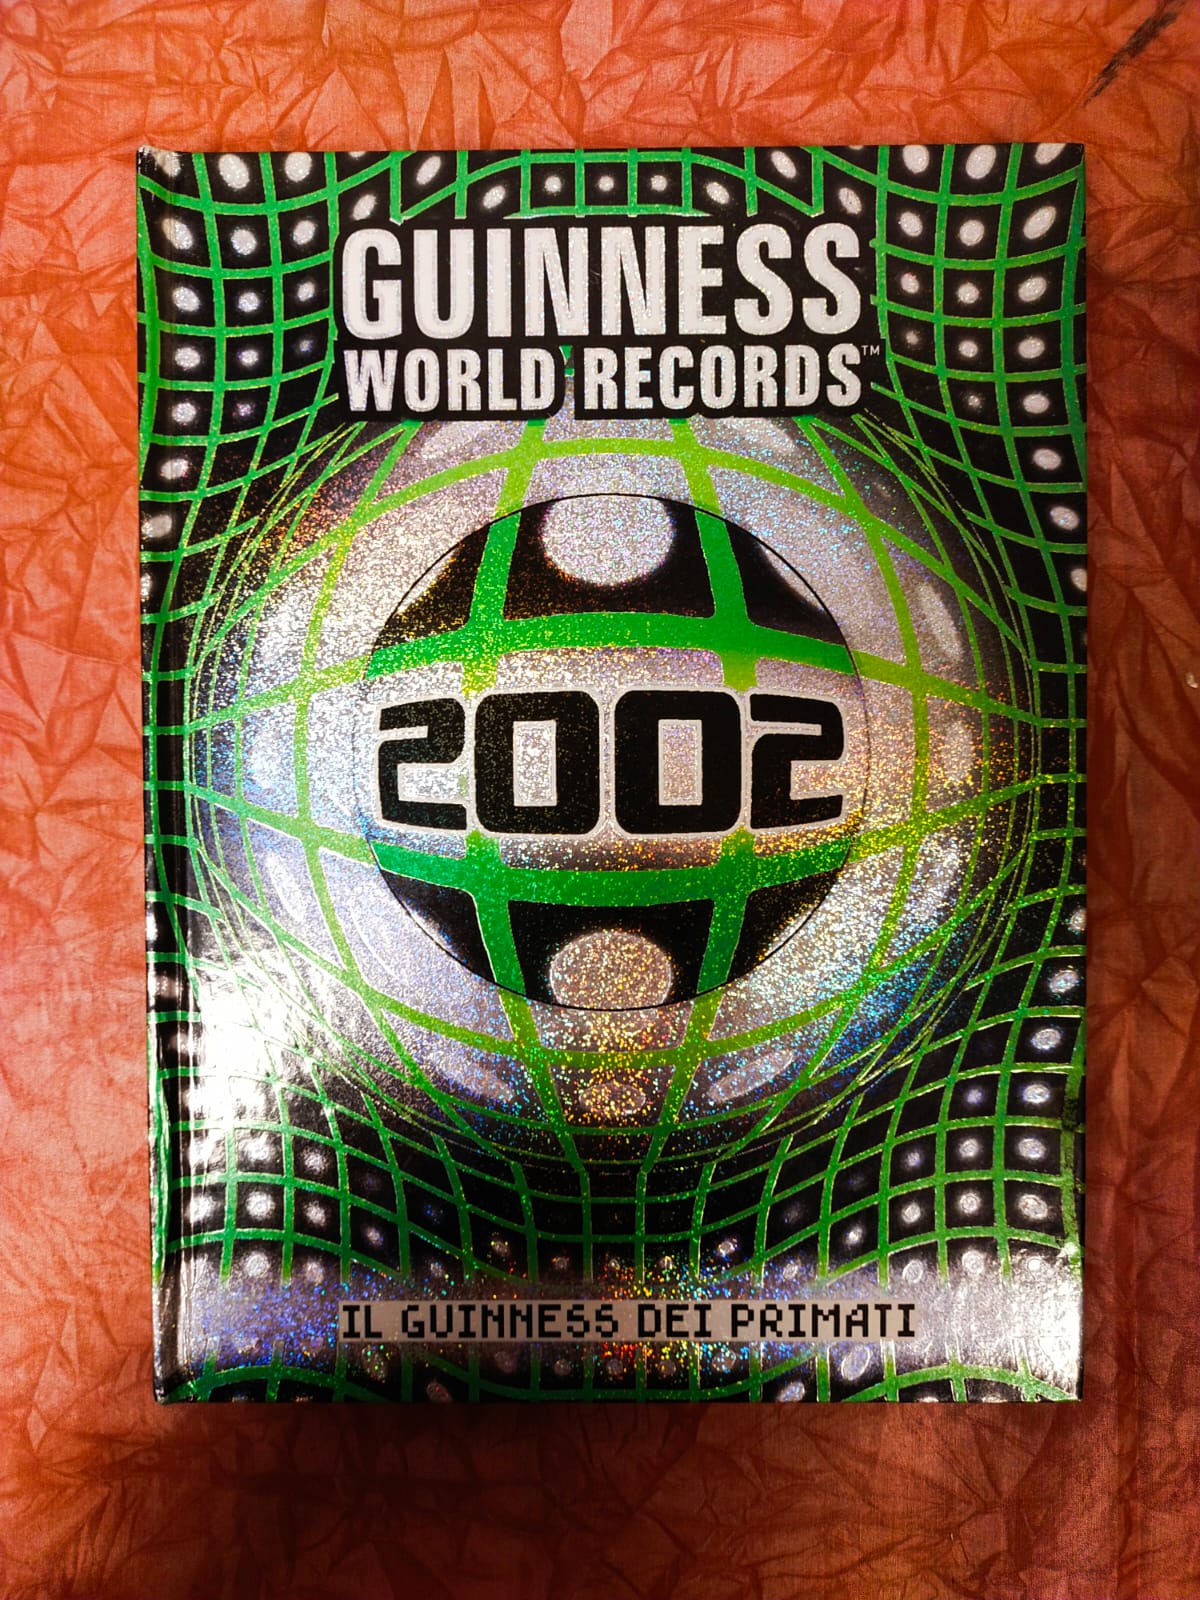 GUINNESS
WORLD RECORDS™
2002
IL GUINNESS DEI PRIMATI